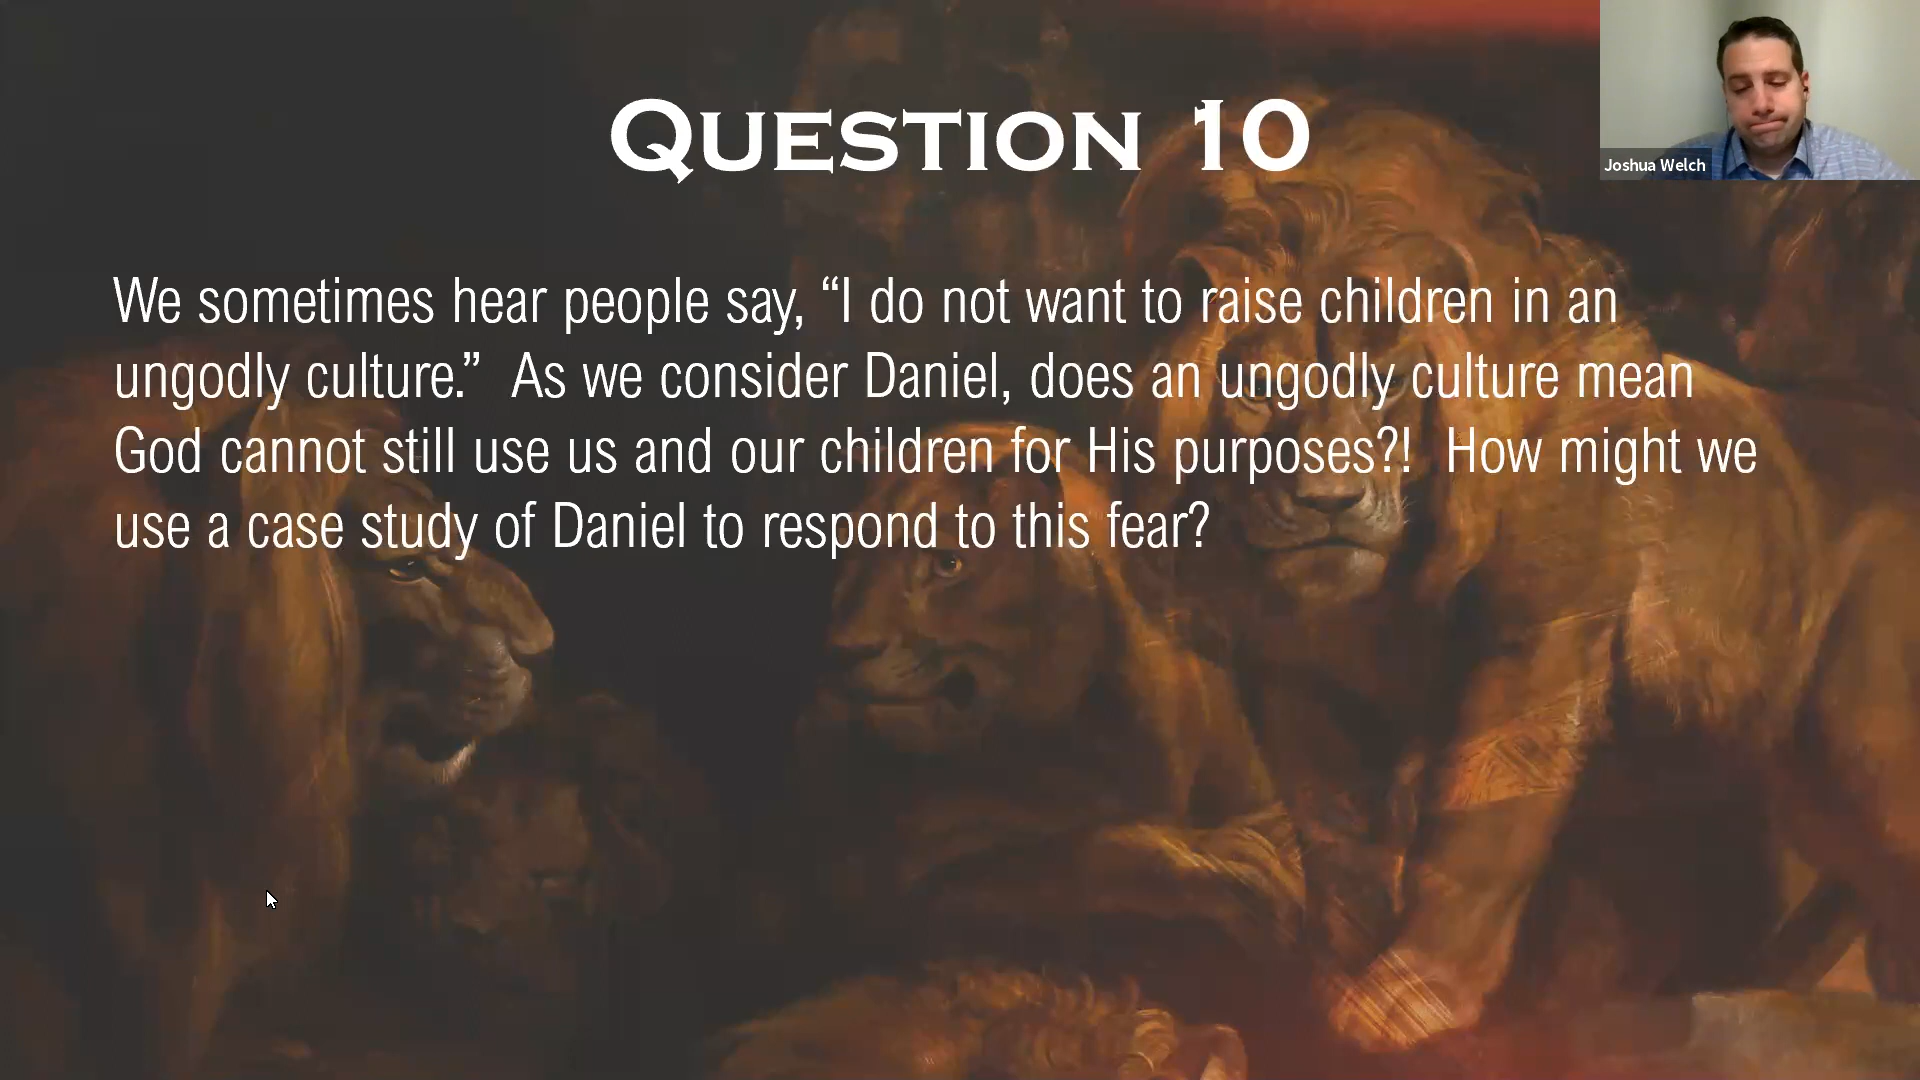 QUESTION 10
Joshua Welch
We sometimes hear people say, “I do not want to raise children in an
ungodly culture.”  As we consider Daniel, does an ungodly culture mean
God cannot still use us and our children for His purposes?!  How might we
use a case study of Daniel to respond to this fear?